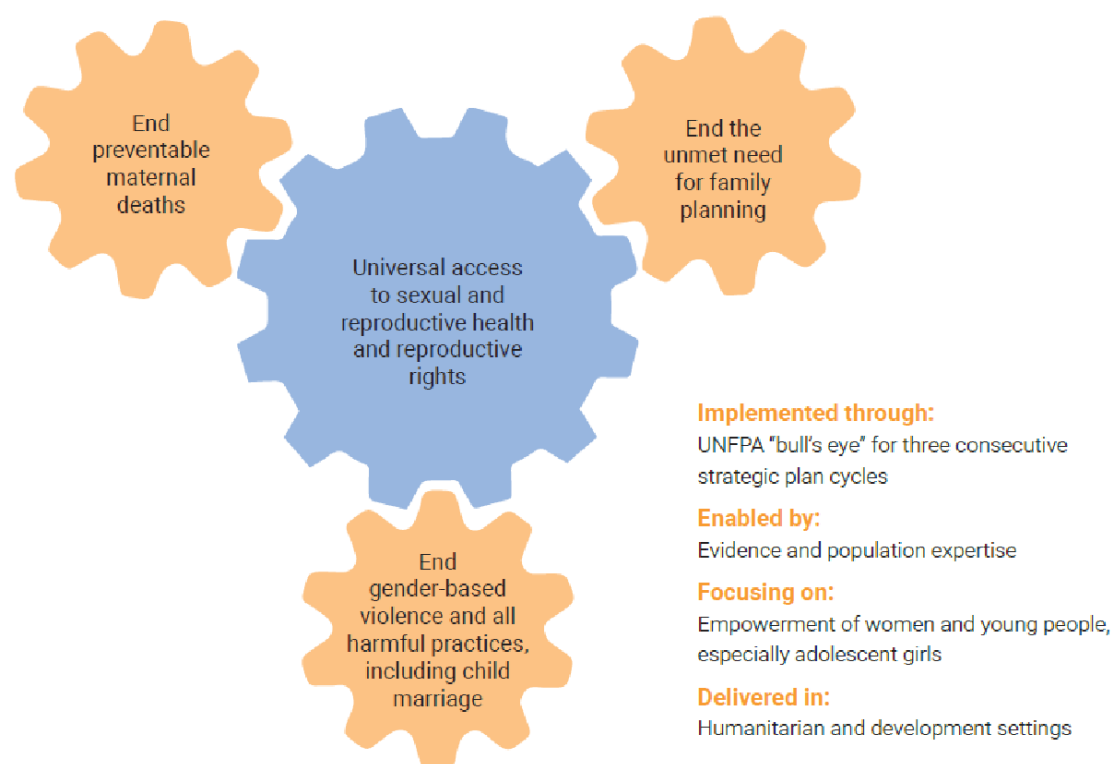 End
preventable
maternal
deaths
End the
unmet need
for family
planning
Universal access
to sexual and
reproductive health
and reproductive
rights
End
gender-based
violence and all
harmful practices,
including child
marriage
Implemented through:
UNFPA “bull’s eye” for three consecutive
strategic plan cycles
Enabled by:
Evidence and population expertise
Focusing on:
Empowerment of women and young people,
especially adolescent girls
Delivered in:
Humanitarian and development settings